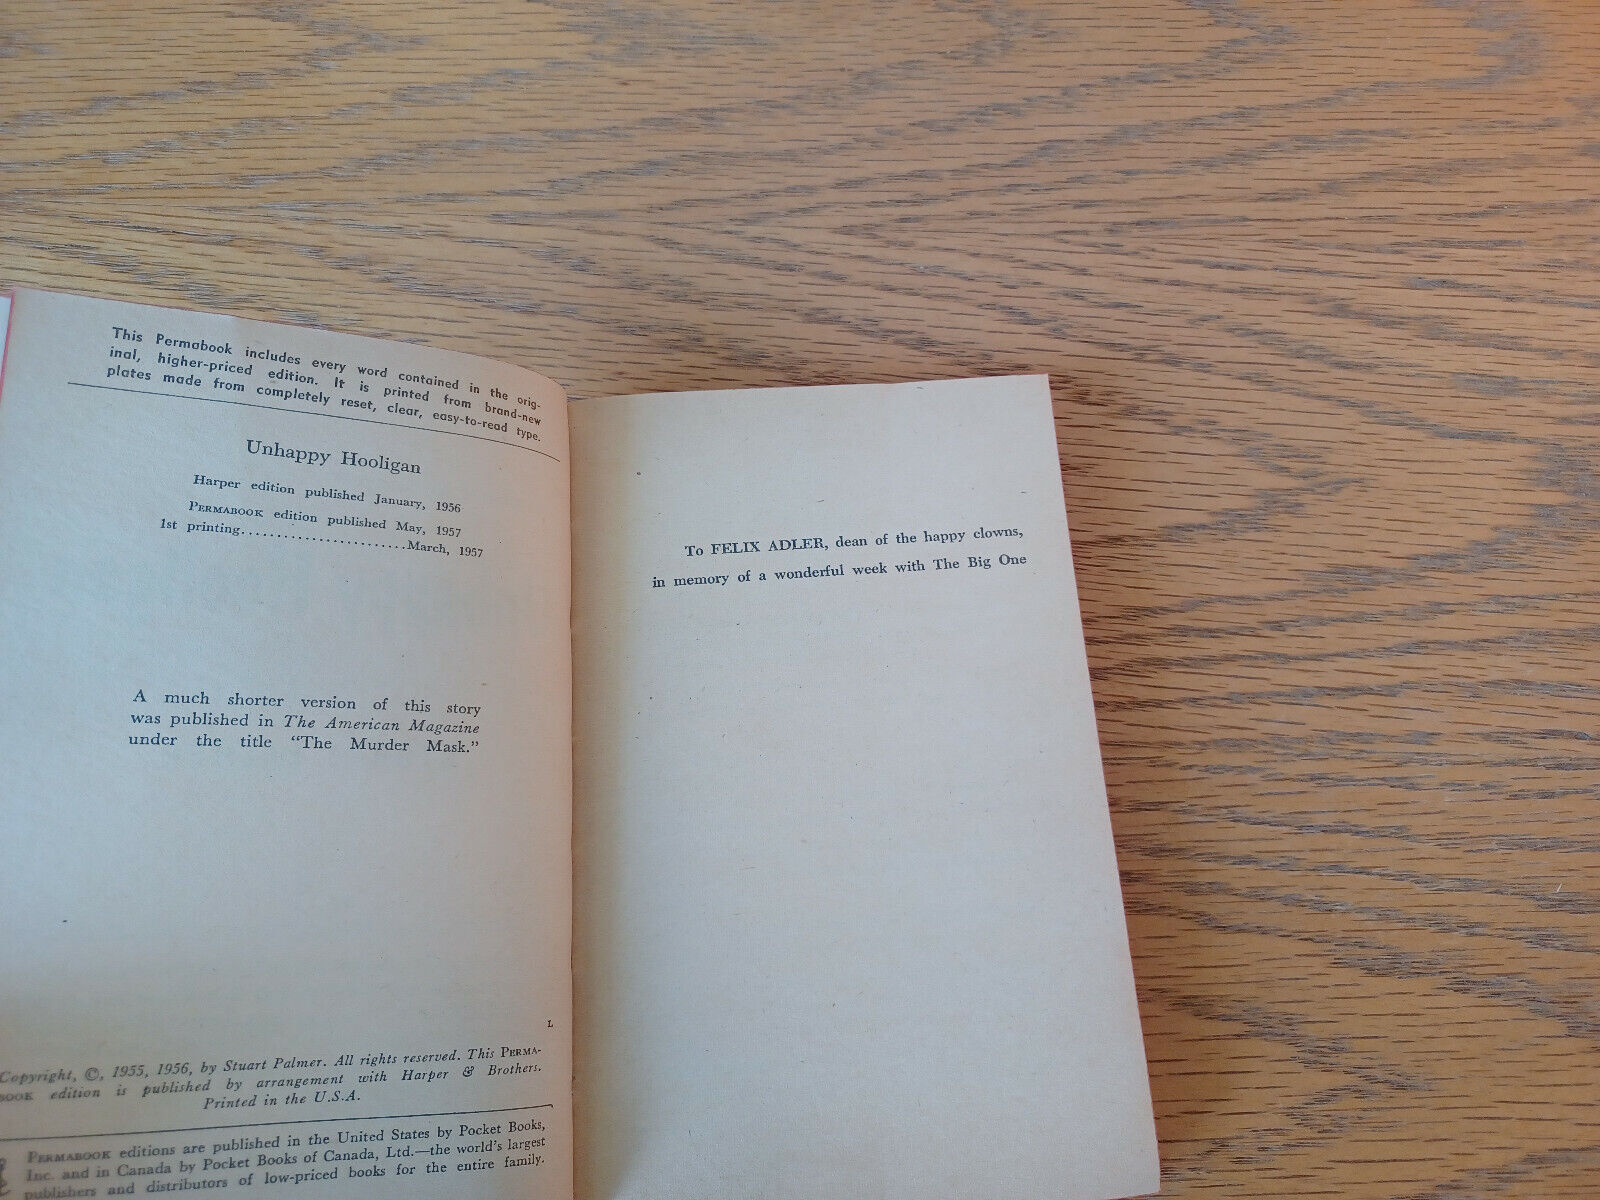 This Permabook includes every word contained in the orig-
inal, higher-priced edition. It is printed from brand-new
plates made from completely reset, clear, easy-to-read type.
Unhappy Hooligan
Harper edition published January, 1956
PERMABOOK edition published May, 1957
1st printing.......................March, 1957
A much shorter version of this story
was published in The American Magazine
under the title “The Murder Mask.”
L
Copyright, ©, 1955, 1956, by Stuart Palmer. All rights reserved. This PERMA-
BOOK edition is published by arrangement with Harper & Brothers.
Printed in the U.S.A.
PERMABOOK editions are published in the United States by Pocket Books,
Inc. and in Canada by Pocket Books of Canada, Ltd.—the world's largest
publishers and distributors of low-priced books for the entire family.
To FELIX ADLER, dean of the happy clowns,
in memory of a wonderful week with The Big One